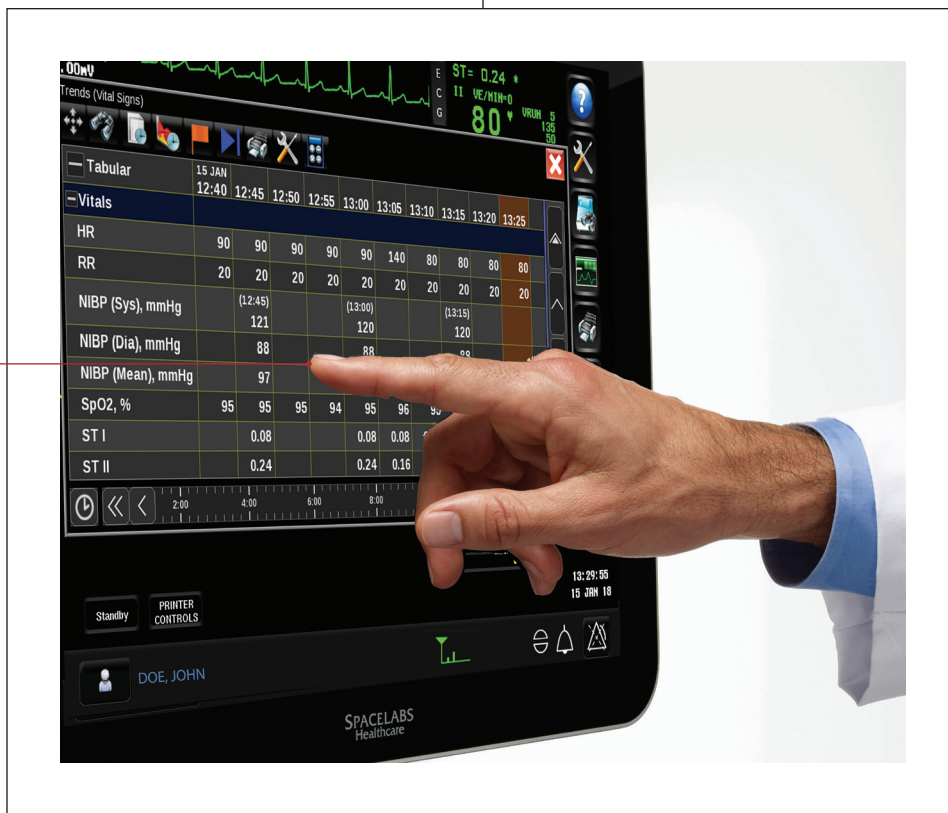 .00mV
E
C
G
ST= 0.24 *
II VE/MIN=0
80 VRUN 5
135
50
Trends (Vital Signs)
?
Tabular 15 JAN
12:40 12:45 12:50 12:55 13:00 13:05 13:10 13:15 13:20 13:25
Vitals
HR 90 90 90 90 90 140 80 80 80 80
RR 20 20 20 20 20 20 20 20 20 20
NIBP (Sys), mmHg (12:45) (13:00) (13:15)
121 120 120
NIBP (Dia), mmHg 88 88 88
NIBP (Mean), mmHg 97
SpO2, % 95 95 95 94 95 96 95
ST I 0.08 0.08 0.08
ST II 0.24 0.24 0.16
2:00 4:00 6:00 8:00
13:29:55
15 JAN 18
Standby
PRINTER
CONTROLS
DOE, JOHN
SPACELABS
Healthcare